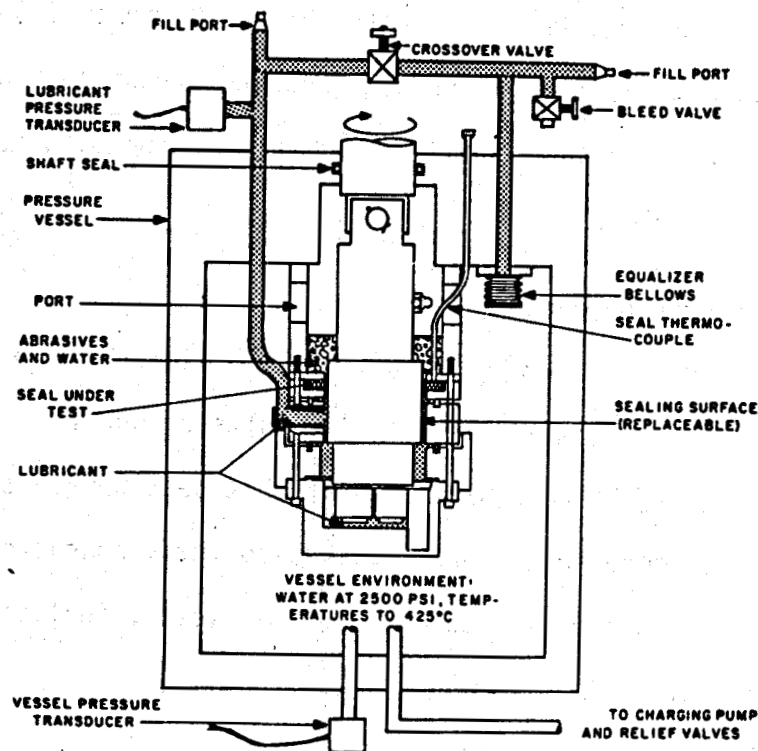 FILL PORT
CROSSOVER VALVE
FILL PORT
LUBRICANT
PRESSURE
TRANSDUCER
BLEED VALVE
SHAFT SEAL
PRESSURE
VESSEL
EQUALIZER
BELLOWS
PORT
SEAL THERMO-
COUPLE
ABRASIVES
AND WATER
SEAL UNDER
TEST
SEALING SURFACE
(REPLACEABLE)
LUBRICANT
VESSEL ENVIRONMENT:
WATER AT 2500 PSI, TEMP-
ERATURES TO 425°C
VESSEL PRESSURE
TRANSDUCER
TO CHARGING PUMP
AND RELIEF VALVES